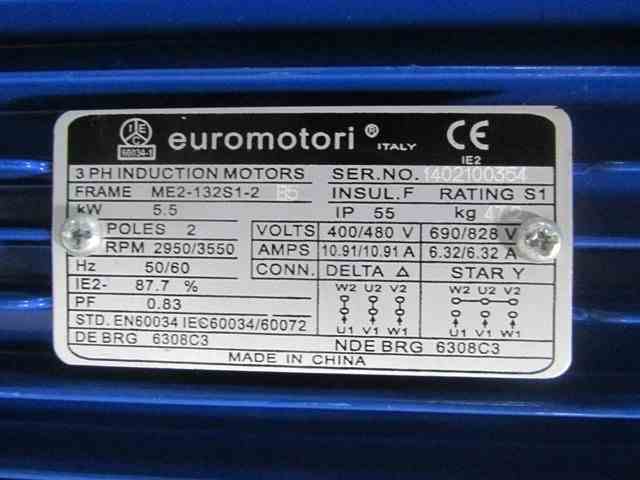 IEC
60034-1
euromotori ® ITALY CE
IE2
3 PH INDUCTION MOTORS SER.NO. 1402100354
FRAME ME2-132S1-2 B5 INSUL.F RATING S1
kW 5.5 IP 55 kg
POLES 2 VOLTS 400/480 V 690/828 V
RPM 2950/3550 AMPS 10.91/10.91 A 6.32/6.32 A
Hz 50/60 CONN. DELTA Δ STAR Y
IE2- 87.7 % W2 U2 V2 W2 U2 V2
PF 0.83
STD. EN60034 IEC60034/60072 U1 V1 W1 U1 V1 W1
DE BRG 6308C3 NDE BRG 6308C3
MADE IN CHINA